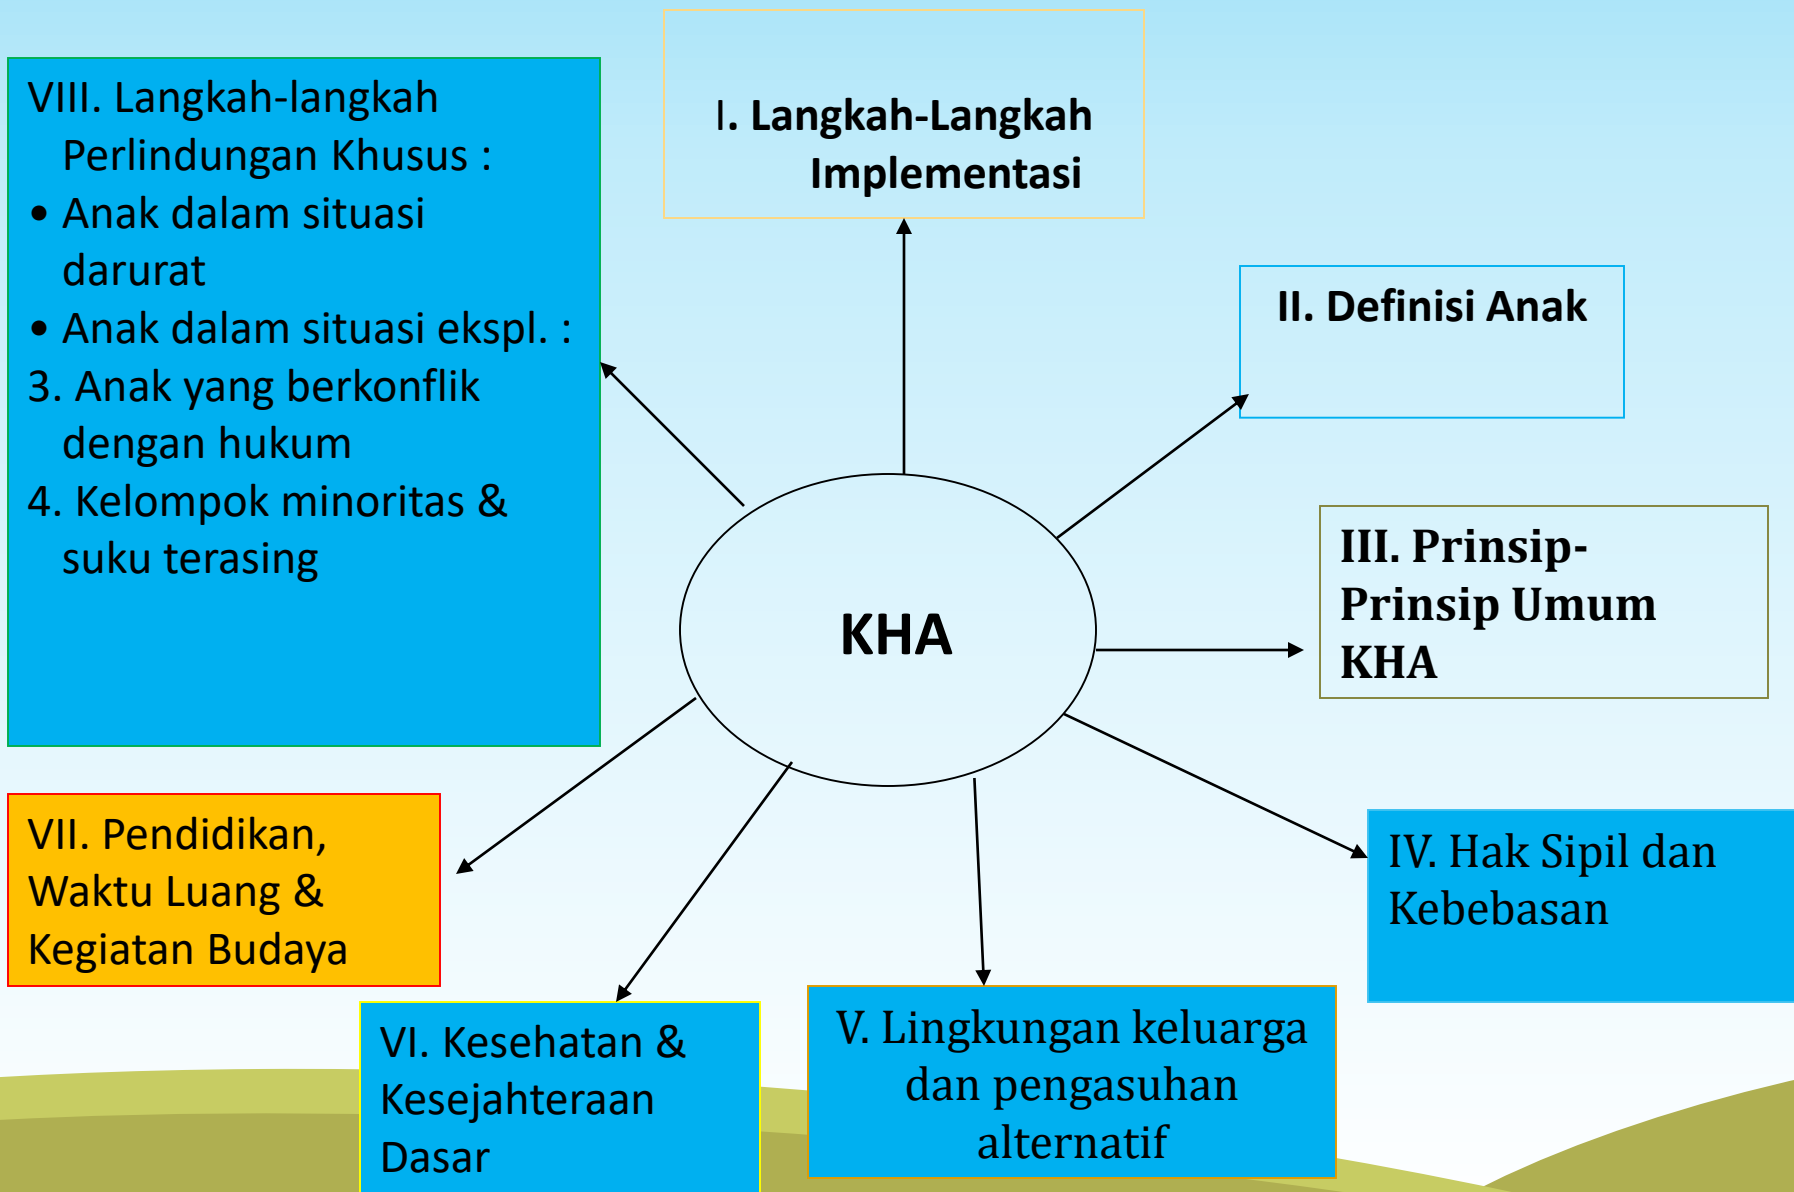 I. Langkah-Langkah
Implementasi
II. Definisi Anak
III. Prinsip-
Prinsip Umum
KHA
IV. Hak Sipil dan
Kebebasan
V. Lingkungan keluarga
dan pengasuhan
alternatif
VI. Kesehatan &
Kesejahteraan
Dasar
VII. Pendidikan,
Waktu Luang &
Kegiatan Budaya
VIII. Langkah-langkah
Perlindungan Khusus :
• Anak dalam situasi
darurat
• Anak dalam situasi ekspl. :
3. Anak yang berkonflik
dengan hukum
4. Kelompok minoritas &
suku terasing
KHA